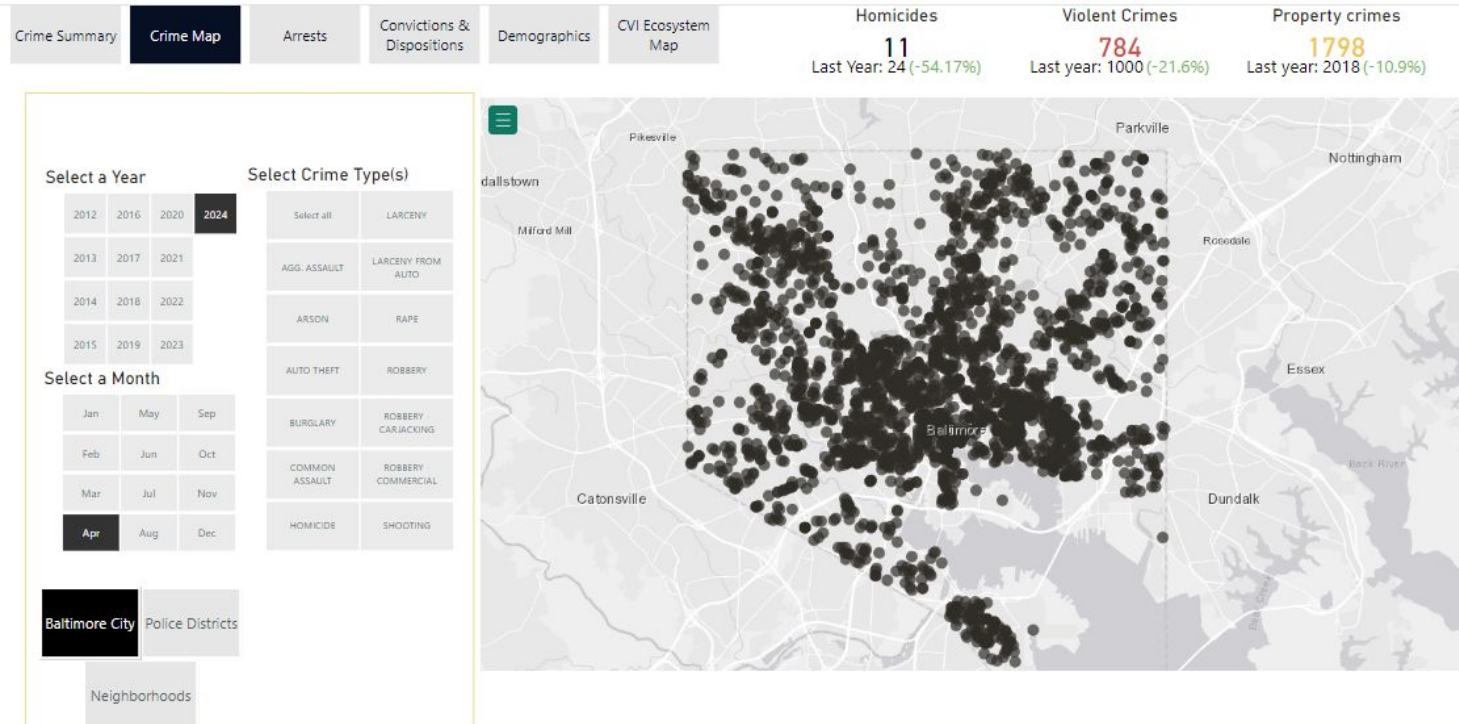 Crime Summary
Crime Map
Arrests
Convictions &
Dispositions
Demographics
CVI Ecosystem
Map
Homicides
11
Last Year: 24 (-54.17%)
Violent Crimes
784
Last year: 1000 (-21.6%)
Property crimes
1798
Last year: 2018 (-10.9%)
Select a Year
2012 2016 2020 2024
2013 2017 2021
2014 2018 2022
2015 2019 2023
Select a Month
Jan May Sep
Feb Jun Oct
Mar Jul Nov
Apr Aug Dec
Select Crime Type(s)
Select all
LARCENY
AGG. ASSAULT
LARCENY FROM
AUTO
ARSON
RAPE
AUTO THEFT
ROBBERY
BURGLARY
ROBBERY -
CARJACKING
COMMON
ASSAULT
ROBBERY -
COMMERCIAL
HOMICIDE
SHOOTING
Baltimore City
Police Districts
Neighborhoods
Pikesville
Parkville
Nottingham
dallstown
Milford Mill
Rosedale
Essex
Baltimore
Back River
Catonsville
Dundalk